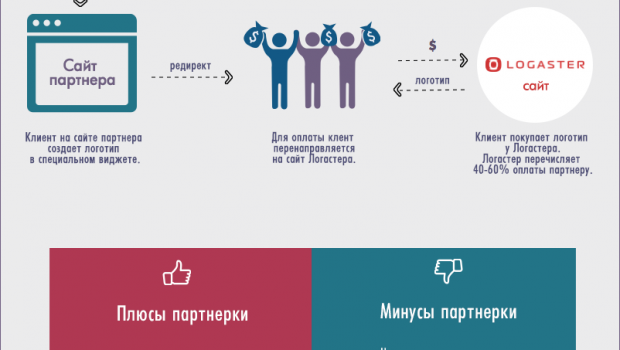 Сайт
партнера
редирект
$
логотип
LOGASTER
сайт
Клиент на сайте партнера
создает логотип
в специальном виджете.
Для оплаты клент
перенаправляется
на сайт Логастера.
Клиент покупает логотип
у Логастера.
Логастер перечисляет
40-60% оплаты партнеру.
Плюсы партнерки
Минусы партнерки